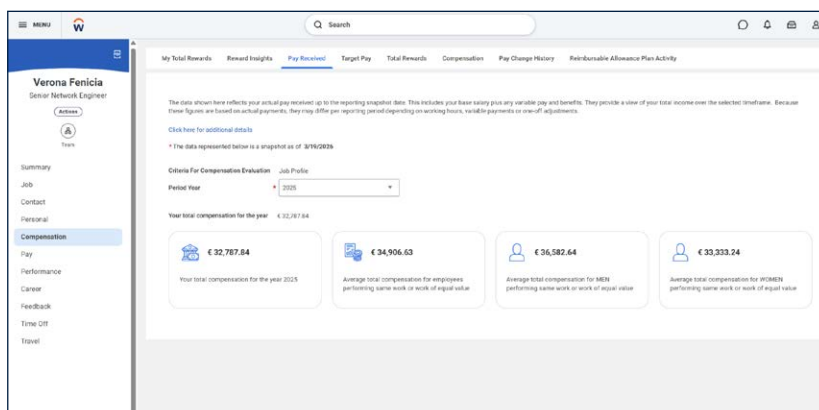 MENU
Search
Verona Fenicia
Senior Network Engineer
Actions
Team
Summary
Job
Contact
Personal
Compensation
Pay
Performance
Career
Feedback
Time Off
Travel
My Total Rewards Reward Insights Pay Received Target Pay Total Rewards Compensation Pay Change History Reimbursable Allowance Plan Activity
The data shown here reflects your actual pay received up to the reporting snapshot date. This includes your base salary plus any variable pay and benefits. They provide a view of your total income over the selected timeframe. Because
these figures are based on actual payments, they may differ per reporting period depending on working hours, variable payments or one-off adjustments.
Click here for additional details
* The data represented below is a snapshot as of 3/19/2026
Criteria For Compensation Evaluation Job Profile
Period Year * 2025
Your total compensation for the year € 32,787.84
€ 32,787.84
Your total compensation for the year 2025
€ 34,906.63
Average total compensation for employees
performing same work or work of equal value
€ 36,582.64
Average total compensation for MEN
performing same work or work of equal value
€ 33,333.24
Average total compensation for WOMEN
performing same work or work of equal value